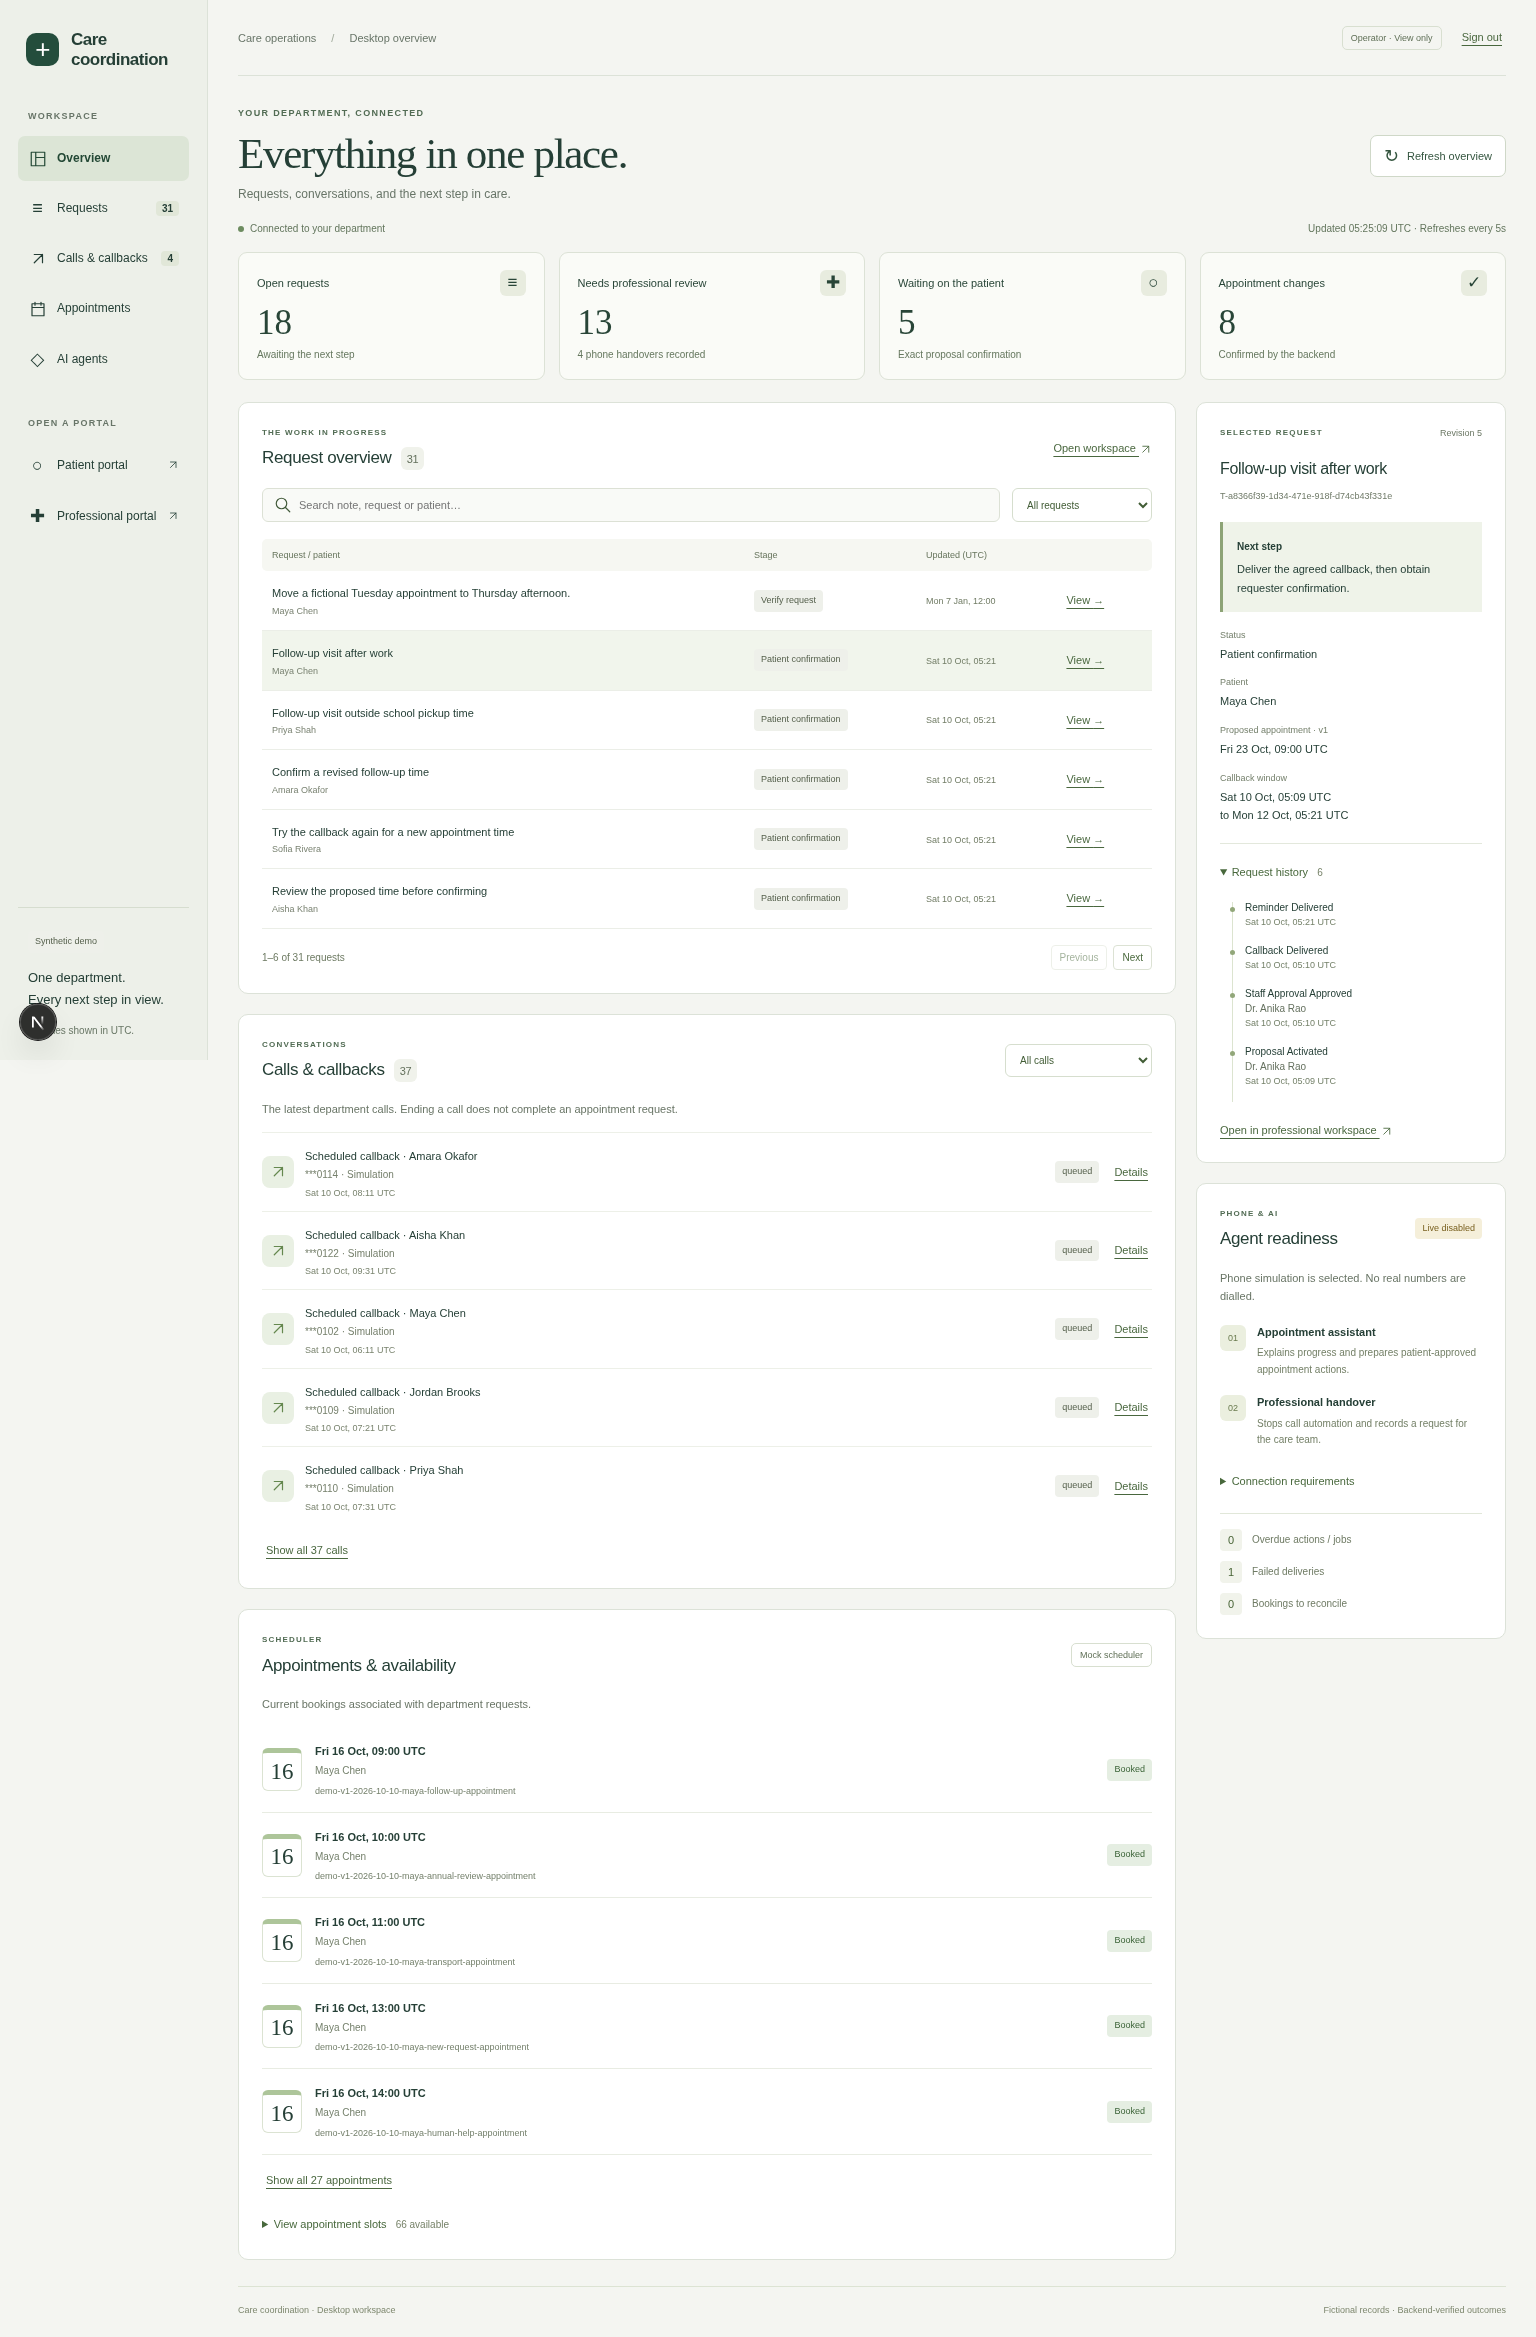 Care
coordination
WORKSPACE
Overview
Requests 31
Calls & callbacks 4
Appointments
AI agents
OPEN A PORTAL
Patient portal
Professional portal
Synthetic demo
One department.
Every next step in view.
es shown in UTC.
Care operations / Desktop overview
Operator · View only Sign out
YOUR DEPARTMENT, CONNECTED
Everything in one place.
Requests, conversations, and the next step in care.
Refresh overview
Connected to your department
Updated 05:25:09 UTC · Refreshes every 5s
Open requests
18
Awaiting the next step
Needs professional review
13
4 phone handovers recorded
Waiting on the patient
5
Exact proposal confirmation
Appointment changes
8
Confirmed by the backend
THE WORK IN PROGRESS
Request overview 31
Open workspace
Search note, request or patient…
All requests
Request / patient Stage Updated (UTC)
Move a fictional Tuesday appointment to Thursday afternoon.
Maya Chen
Verify request Mon 7 Jan, 12:00 View →
Follow-up visit after work
Maya Chen
Patient confirmation Sat 10 Oct, 05:21 View →
Follow-up visit outside school pickup time
Priya Shah
Patient confirmation Sat 10 Oct, 05:21 View →
Confirm a revised follow-up time
Amara Okafor
Patient confirmation Sat 10 Oct, 05:21 View →
Try the callback again for a new appointment time
Sofia Rivera
Patient confirmation Sat 10 Oct, 05:21 View →
Review the proposed time before confirming
Aisha Khan
Patient confirmation Sat 10 Oct, 05:21 View →
1–6 of 31 requests
Previous Next
CONVERSATIONS
Calls & callbacks 37
All calls
The latest department calls. Ending a call does not complete an appointment request.
Scheduled callback · Amara Okafor
***0114 · Simulation
Sat 10 Oct, 08:11 UTC
queued Details
Scheduled callback · Aisha Khan
***0122 · Simulation
Sat 10 Oct, 09:31 UTC
queued Details
Scheduled callback · Maya Chen
***0102 · Simulation
Sat 10 Oct, 06:11 UTC
queued Details
Scheduled callback · Jordan Brooks
***0109 · Simulation
Sat 10 Oct, 07:21 UTC
queued Details
Scheduled callback · Priya Shah
***0110 · Simulation
Sat 10 Oct, 07:31 UTC
queued Details
Show all 37 calls
SCHEDULER
Appointments & availability
Mock scheduler
Current bookings associated with department requests.
16
Fri 16 Oct, 09:00 UTC
Maya Chen
demo-v1-2026-10-10-maya-follow-up-appointment
Booked
16
Fri 16 Oct, 10:00 UTC
Maya Chen
demo-v1-2026-10-10-maya-annual-review-appointment
Booked
16
Fri 16 Oct, 11:00 UTC
Maya Chen
demo-v1-2026-10-10-maya-transport-appointment
Booked
16
Fri 16 Oct, 13:00 UTC
Maya Chen
demo-v1-2026-10-10-maya-new-request-appointment
Booked
16
Fri 16 Oct, 14:00 UTC
Maya Chen
demo-v1-2026-10-10-maya-human-help-appointment
Booked
Show all 27 appointments
View appointment slots 66 available
SELECTED REQUEST Revision 5
Follow-up visit after work
T-a8366f39-1d34-471e-918f-d74cb43f331e
Next step
Deliver the agreed callback, then obtain
requester confirmation.
Status
Patient confirmation
Patient
Maya Chen
Proposed appointment · v1
Fri 23 Oct, 09:00 UTC
Callback window
Sat 10 Oct, 05:09 UTC
to Mon 12 Oct, 05:21 UTC
Request history 6
Reminder Delivered
Sat 10 Oct, 05:21 UTC
Callback Delivered
Sat 10 Oct, 05:10 UTC
Staff Approval Approved
Dr. Anika Rao
Sat 10 Oct, 05:10 UTC
Proposal Activated
Dr. Anika Rao
Sat 10 Oct, 05:09 UTC
Open in professional workspace
PHONE & AI
Agent readiness
Live disabled
Phone simulation is selected. No real numbers are
dialled.
01 Appointment assistant
Explains progress and prepares patient-approved
appointment actions.
02 Professional handover
Stops call automation and records a request for
the care team.
Connection requirements
0 Overdue actions / jobs
1 Failed deliveries
0 Bookings to reconcile
Care coordination · Desktop workspace
Fictional records · Backend-verified outcomes